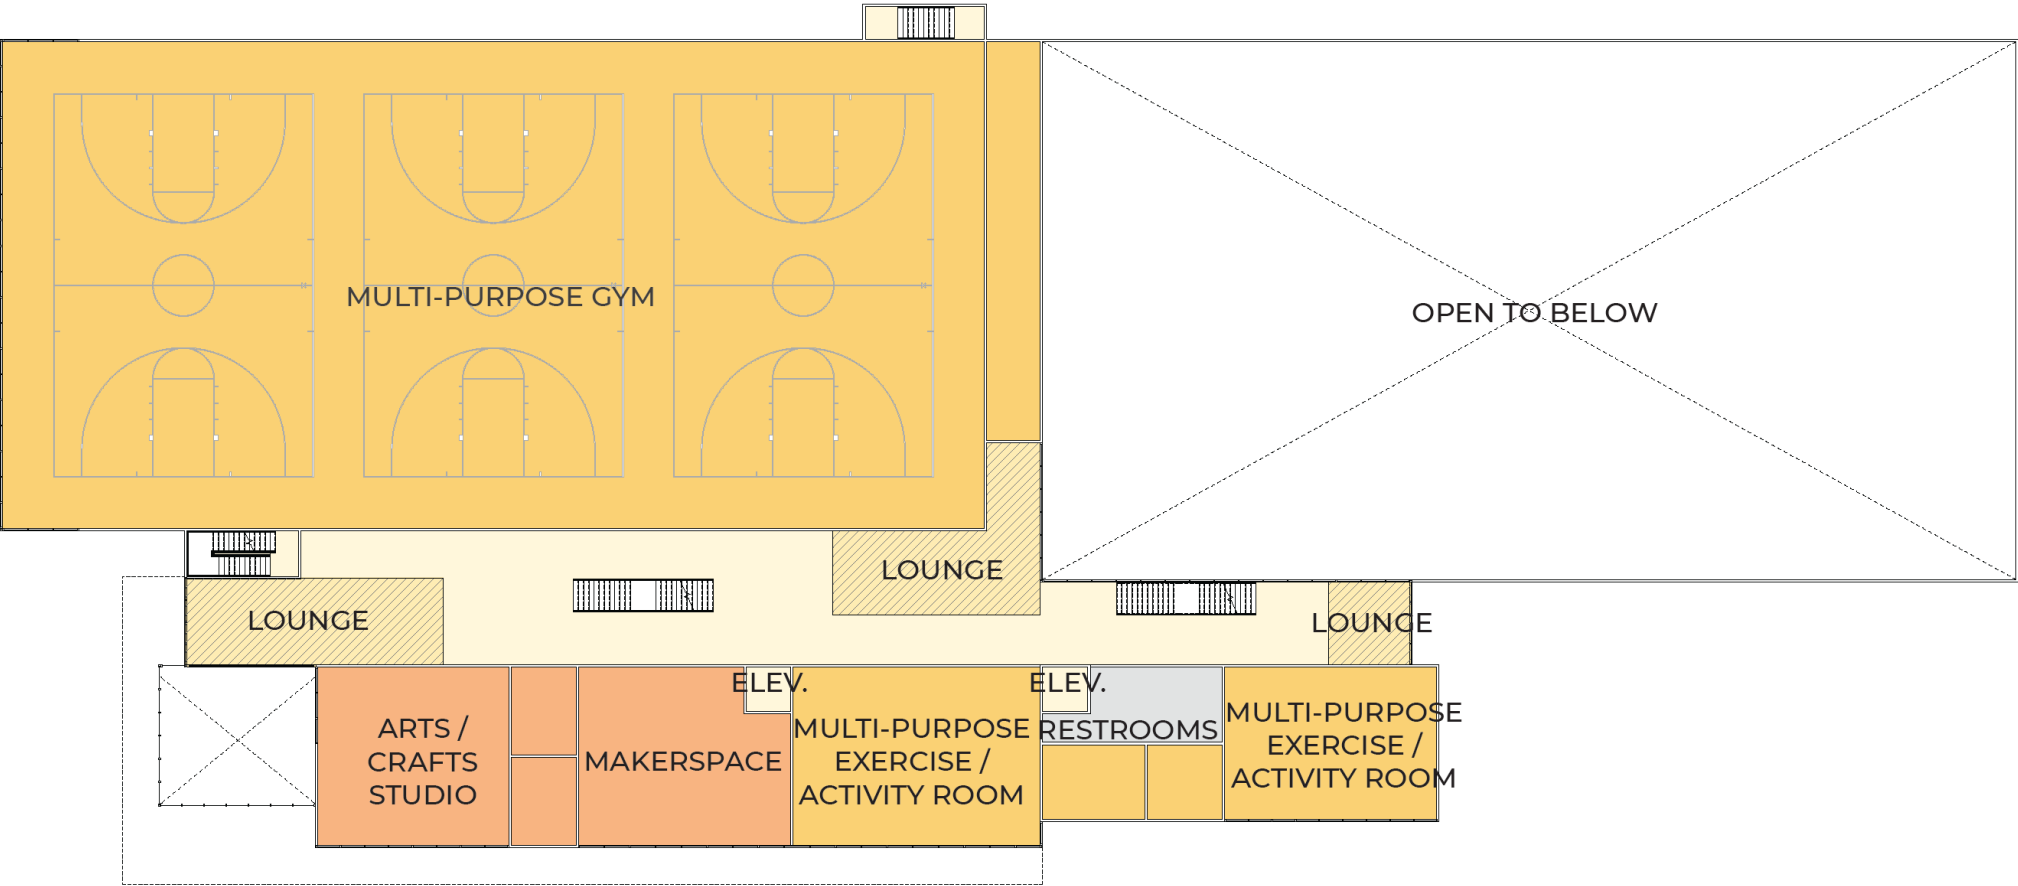 MULTI-PURPOSE GYM
OPEN TO BELOW
LOUNGE
LOUNGE
LOUNGE
ELEV.
ELEV.
ARTS /
CRAFTS
STUDIO
MAKERSPACE
MULTI-PURPOSE
EXERCISE /
ACTIVITY ROOM
RESTROOMS
MULTI-PURPOSE
EXERCISE /
ACTIVITY ROOM